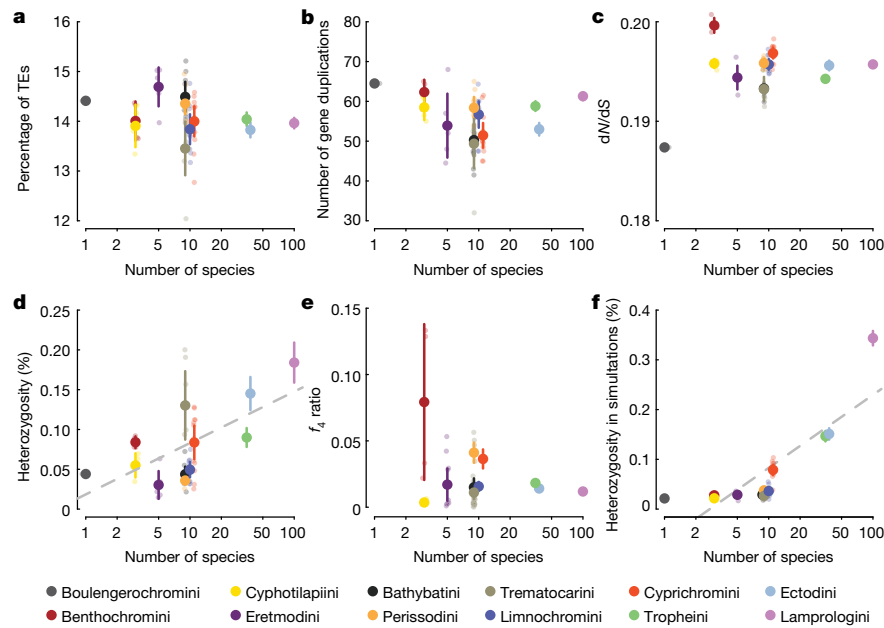 a
b
c
16
15
14
13
12
Percentage of TEs
1 2 5 10 20 50 100
Number of species
80
70
60
50
40
30
Number of gene duplications
1 2 5 10 20 50 100
Number of species
0.20
0.19
0.18
dN/dS
1 2 5 10 20 50 100
Number of species
d
e
f
0.25
0.20
0.15
0.10
0.05
0
Heterozygosity (%)
1 2 5 10 20 50 100
Number of species
0.15
0.10
0.05
0
f4 ratio
1 2 5 10 20 50 100
Number of species
0.4
0.3
0.2
0.1
0
Heterozygosity in simultations (%)
1 2 5 10 20 50 100
Number of species
Boulengerochromini Cyphotilapiini Bathybatini Trematocarini Cyprichromini Ectodini
Benthochromini Eretmodini Perissodini Limnochromini Tropheini Lamprologini